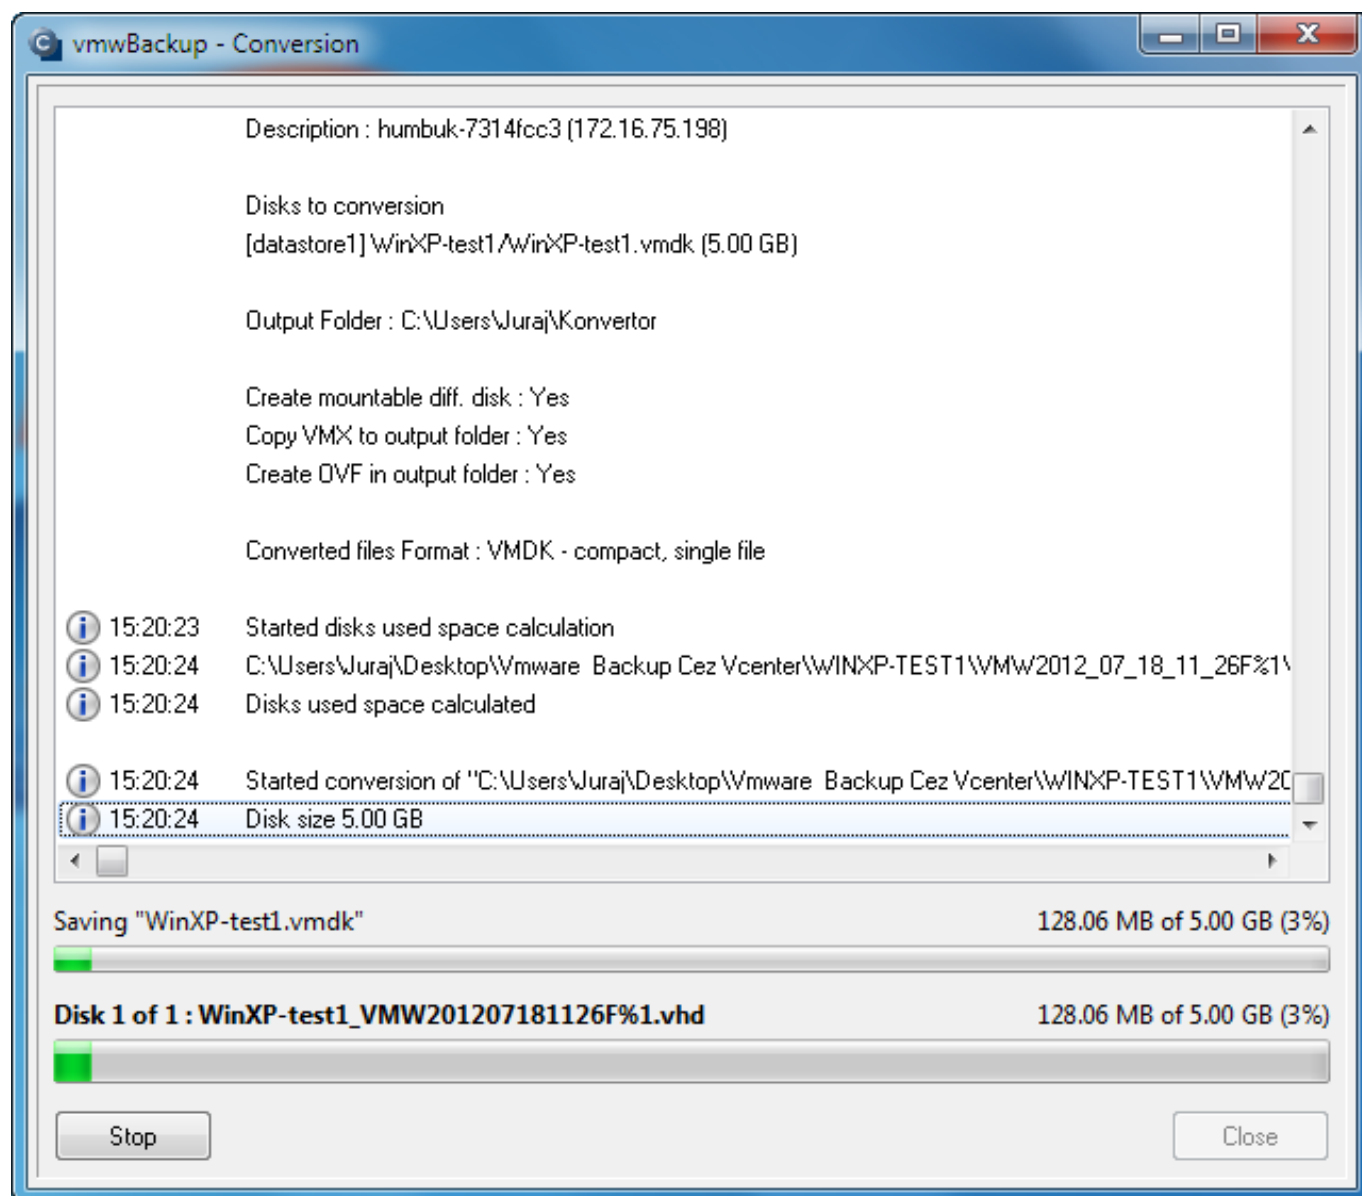 vmwBackup - Conversion
Description : humbuk-7314fcc3 (172.16.75.198)
Disks to conversion
[datastore1] WinXP-test1/WinXP-test1.vmdk (5.00 GB)
Output Folder : C:\Users\Juraj\Konvertor
Create mountable diff. disk : Yes
Copy VMX to output folder : Yes
Create OVF in output folder : Yes
Converted files Format : VMDK - compact, single file
15:20:23 Started disks used space calculation
15:20:24 C:\Users\Juraj\Desktop\Vmware Backup Cez Vcenter\WINXP-TEST1\VMW2012_07_18_11_26F%1\
15:20:24 Disks used space calculated
15:20:24 Started conversion of "C:\Users\Juraj\Desktop\Vmware Backup Cez Vcenter\WINXP-TEST1\VMW20
15:20:24 Disk size 5.00 GB
Saving "WinXP-test1.vmdk" 128.06 MB of 5.00 GB (3%)
Disk 1 of 1 : WinXP-test1_VMW201207181126F%1.vhd 128.06 MB of 5.00 GB (3%)
Stop Close